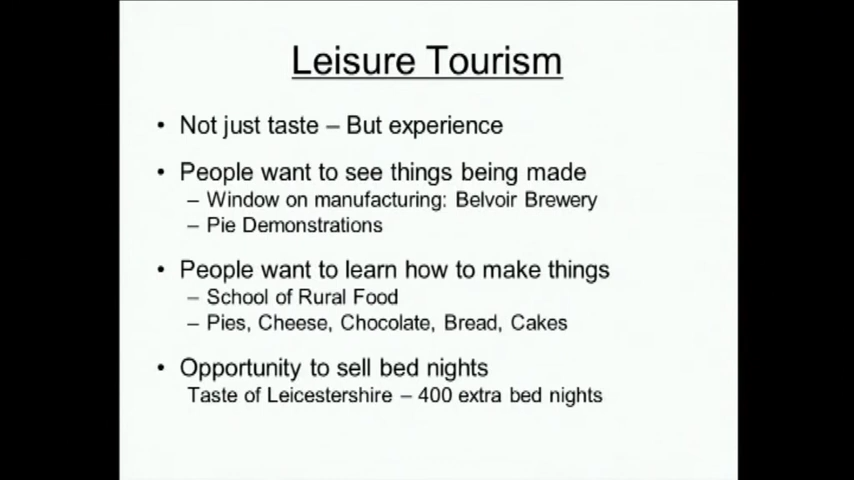 Leisure Tourism
• Not just taste – But experience
• People want to see things being made
– Window on manufacturing: Belvoir Brewery
– Pie Demonstrations
• People want to learn how to make things
– School of Rural Food
– Pies, Cheese, Chocolate, Bread, Cakes
• Opportunity to sell bed nights
Taste of Leicestershire – 400 extra bed nights